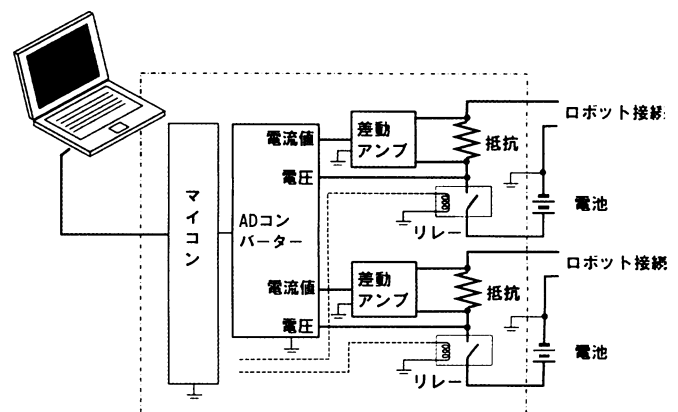 ロボット接続
電流値
差動
アンプ
抵抗
電圧
マイコン
ADコン
バーター
リレー
電池
ロボット接続
電流値
差動
アンプ
抵抗
電圧
リレー
電池